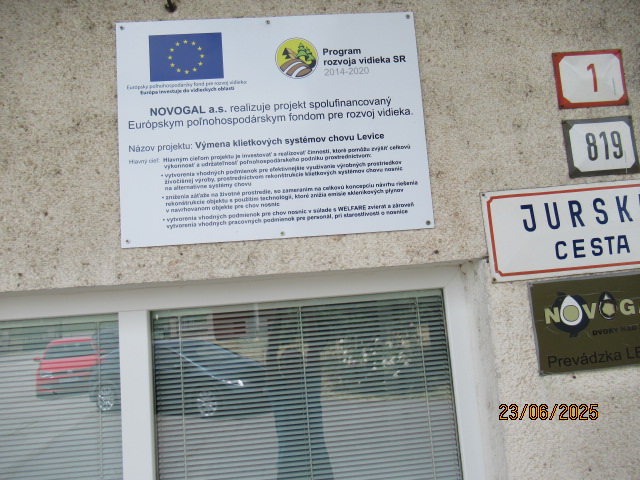 Program
rozvoja vidieka SR
2014-2020
Európsky poľnohospodársky fond pre rozvoj vidieka:
Európa investuje do vidieckych oblastí
NOVOGAL a.s. realizuje projekt spolufinancovaný
Európskym poľnohospodárskym fondom pre rozvoj vidieka.
Názov projektu: Výmena klietkových systémov chovu Levice
Hlavný cieľ: Hlavným cieľom projektu je investovať a realizovať činnosti, ktoré pomôžu zvýšiť celkovú
výkonnosť a udržateľnosť poľnohospodárskeho podniku prostredníctvom:
• vytvorenia vhodných podmienok pre efektívnejšie využívanie výrobných prostriedkov
živočíšnej výroby, prostredníctvom rekonštrukcie klietkových systémov chovu nosníc
na alternatívne systémy chovu
• zníženia záťaže na životné prostredie, so zameraním na celkovú koncepciu návrhu riešenia
rekonštrukcie objektu s použitím technológií, ktoré znížia emisie skleníkových plynov
v navrhovanom objekte pre chov nosníc
• vytvorenia vhodných podmienok pre chov nosníc v súlade s WELFARE zvierat a zároveň
vytvorenia vhodných pracovných podmienok pre personál, pri starostlivosti o nosnice
1
819
JURSK
CESTA
NOVOGA
DVORY NAD
Prevádzka LE
23/06/2025